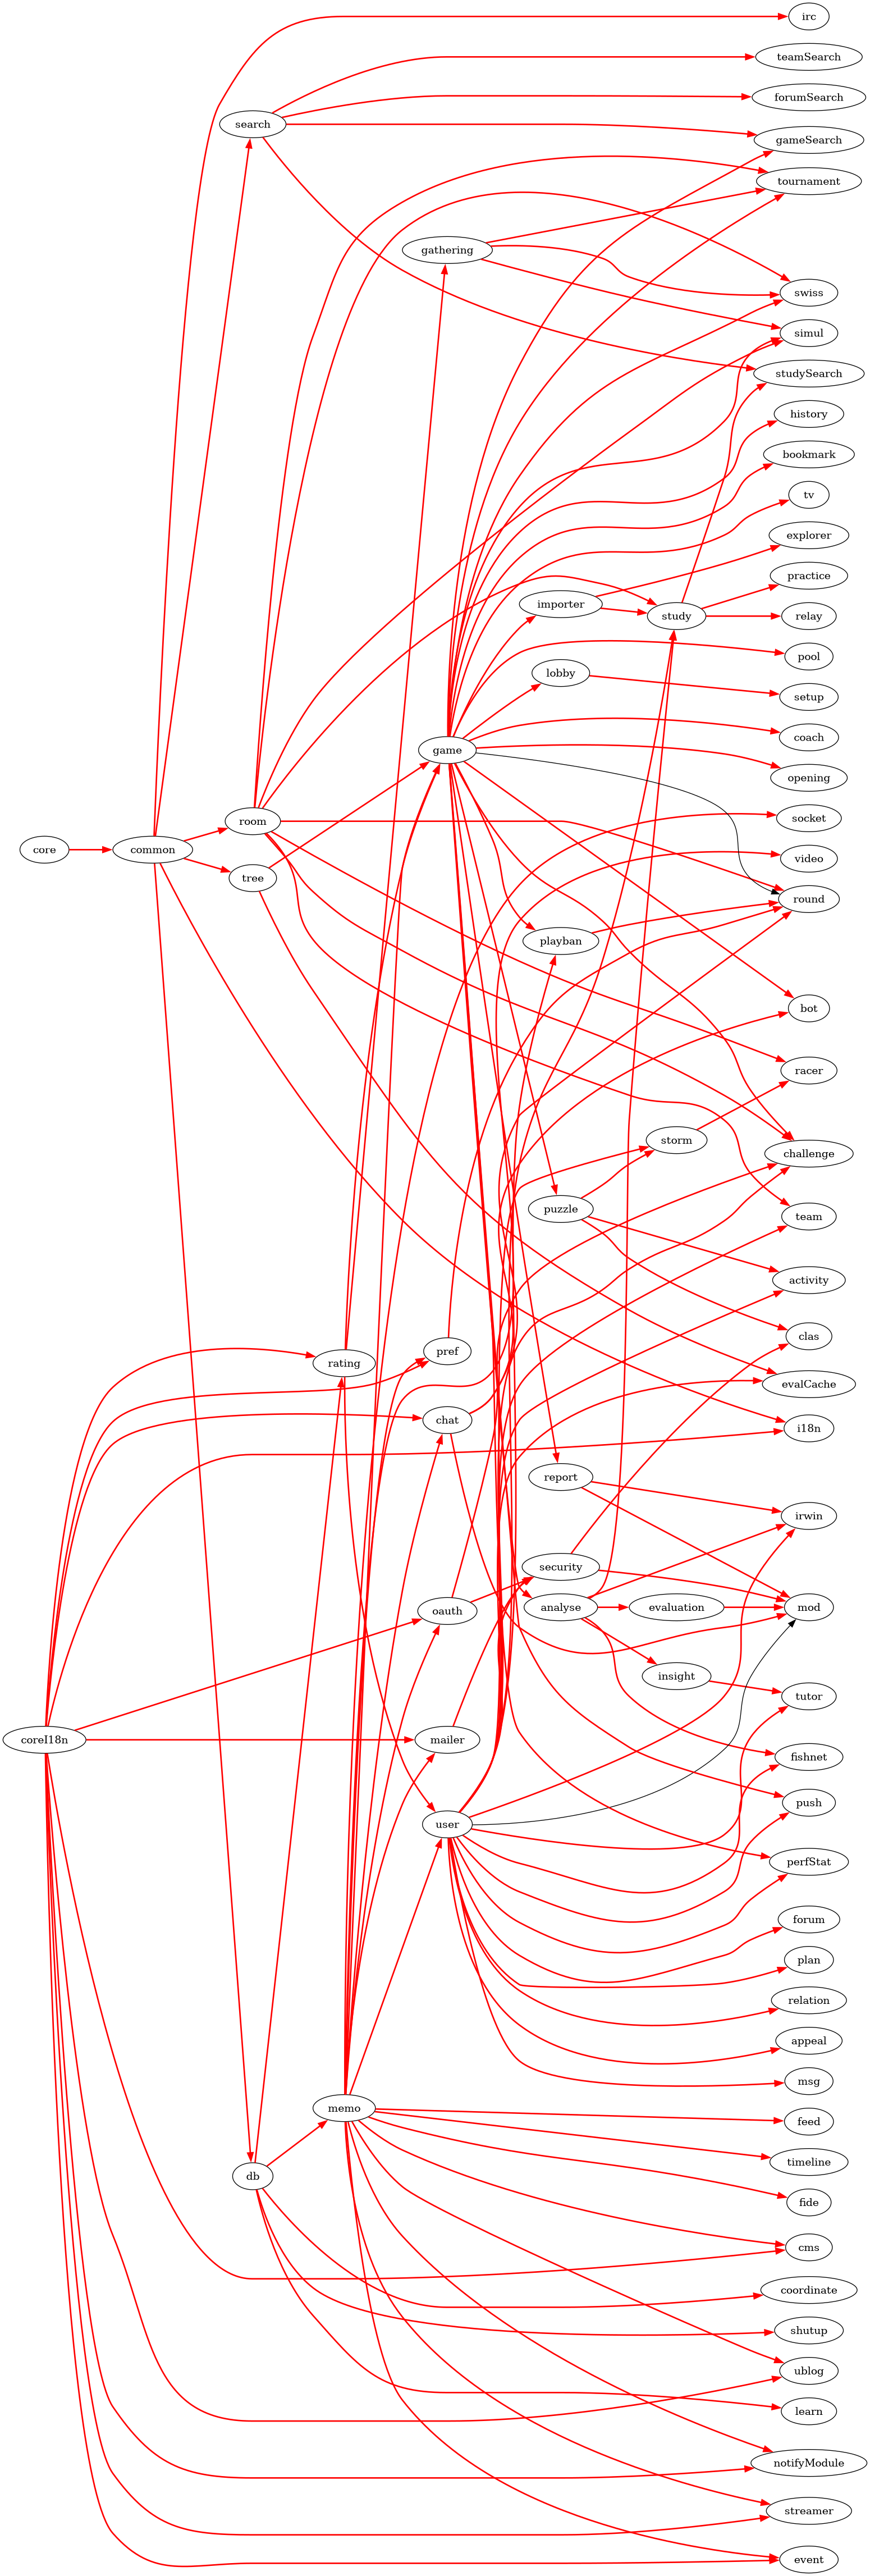 irc
teamSearch
forumSearch
search
gameSearch
tournament
gathering
swiss
simul
studySearch
history
bookmark
tv
explorer
practice
importer
study
relay
pool
lobby
setup
coach
game
opening
socket
room
core
common
video
tree
round
playban
bot
racer
storm
challenge
puzzle
team
activity
clas
pref
rating
evalCache
chat
i18n
report
irwin
security
oauth
analyse
evaluation
mod
insight
tutor
coreI18n
mailer
fishnet
push
user
perfStat
forum
plan
relation
appeal
msg
memo
feed
timeline
db
fide
cms
coordinate
shutup
ublog
learn
notifyModule
streamer
event